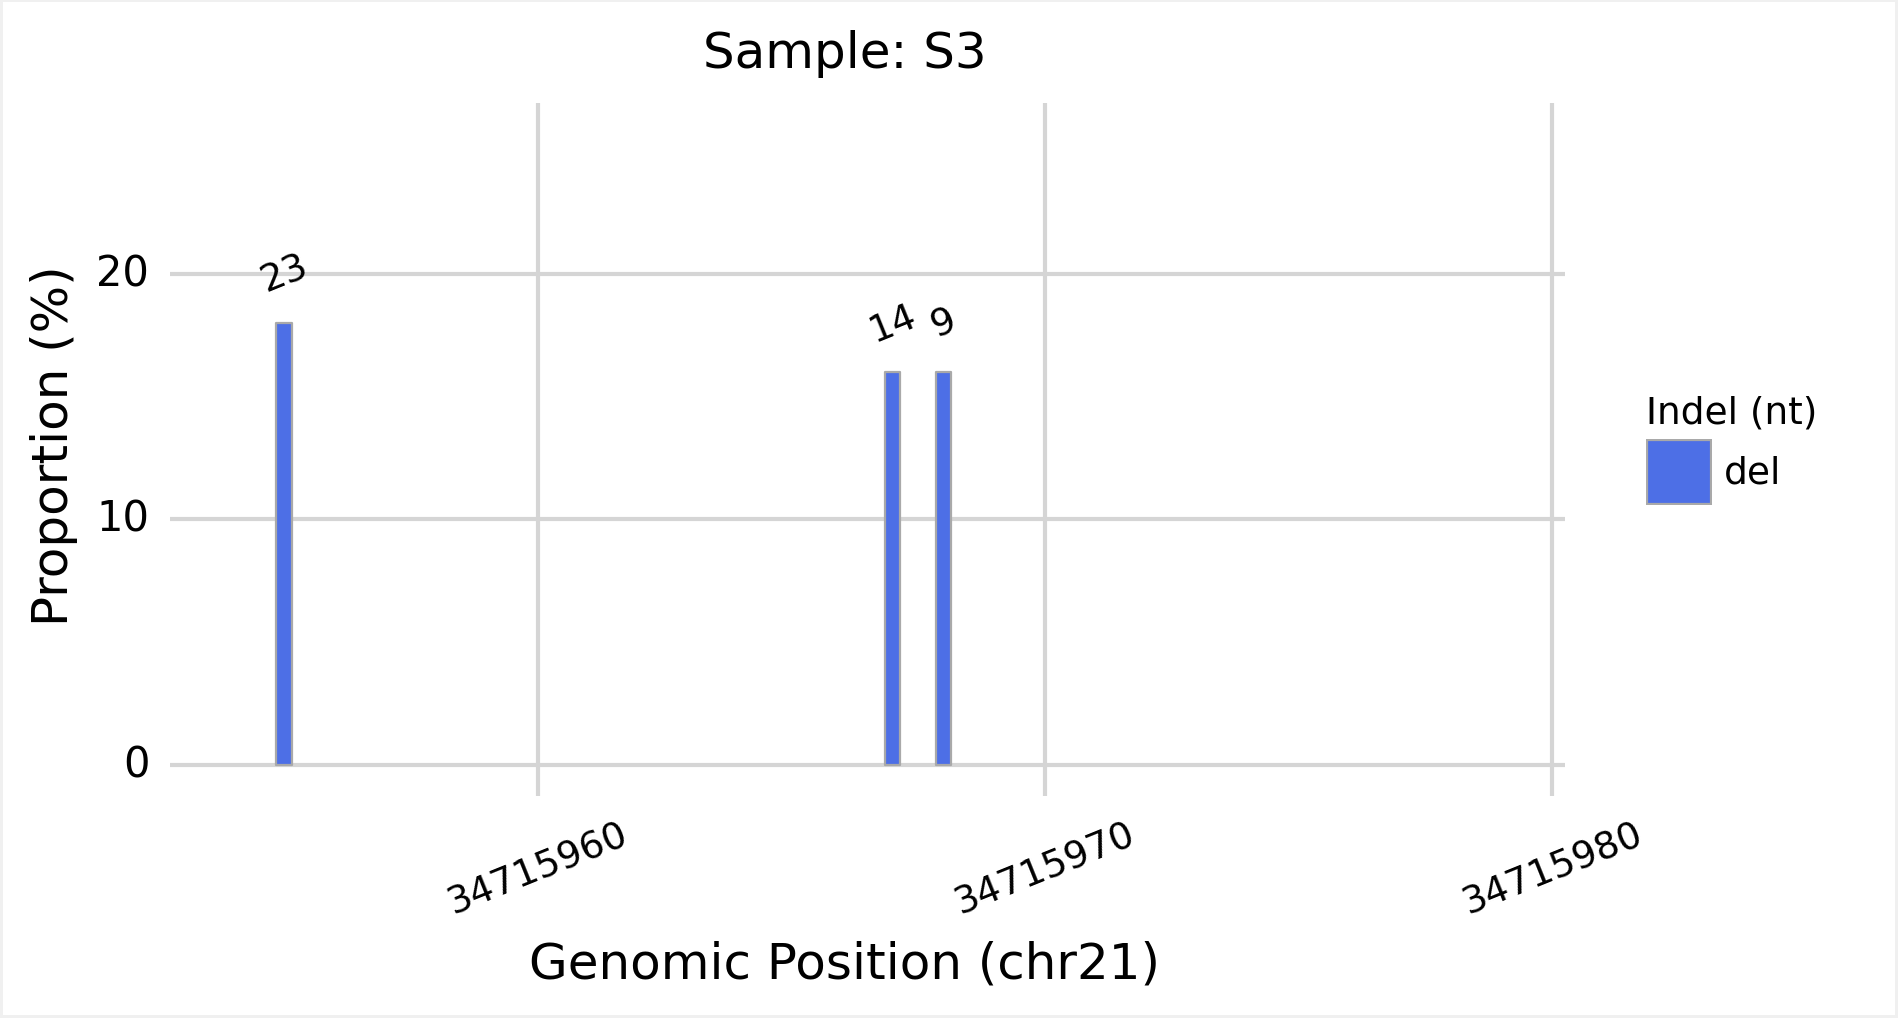 Sample: S3
Proportion (%)
20
10
0
23
14
9
34715960
34715970
34715980
Genomic Position (chr21)
Indel (nt)
del